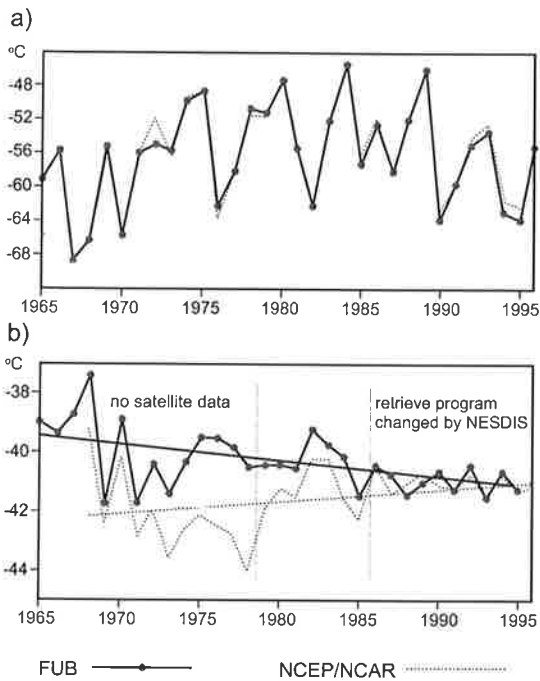 a)
°C
-48
-52
-56
-60
-64
-68
1965 1970 1975 1980 1985 1990 1995
b)
°C
-38
-40
-42
-44
no satellite data
retrieve program
changed by NESDIS
1965 1970 1975 1980 1985 1990 1995
FUB NCEP/NCAR